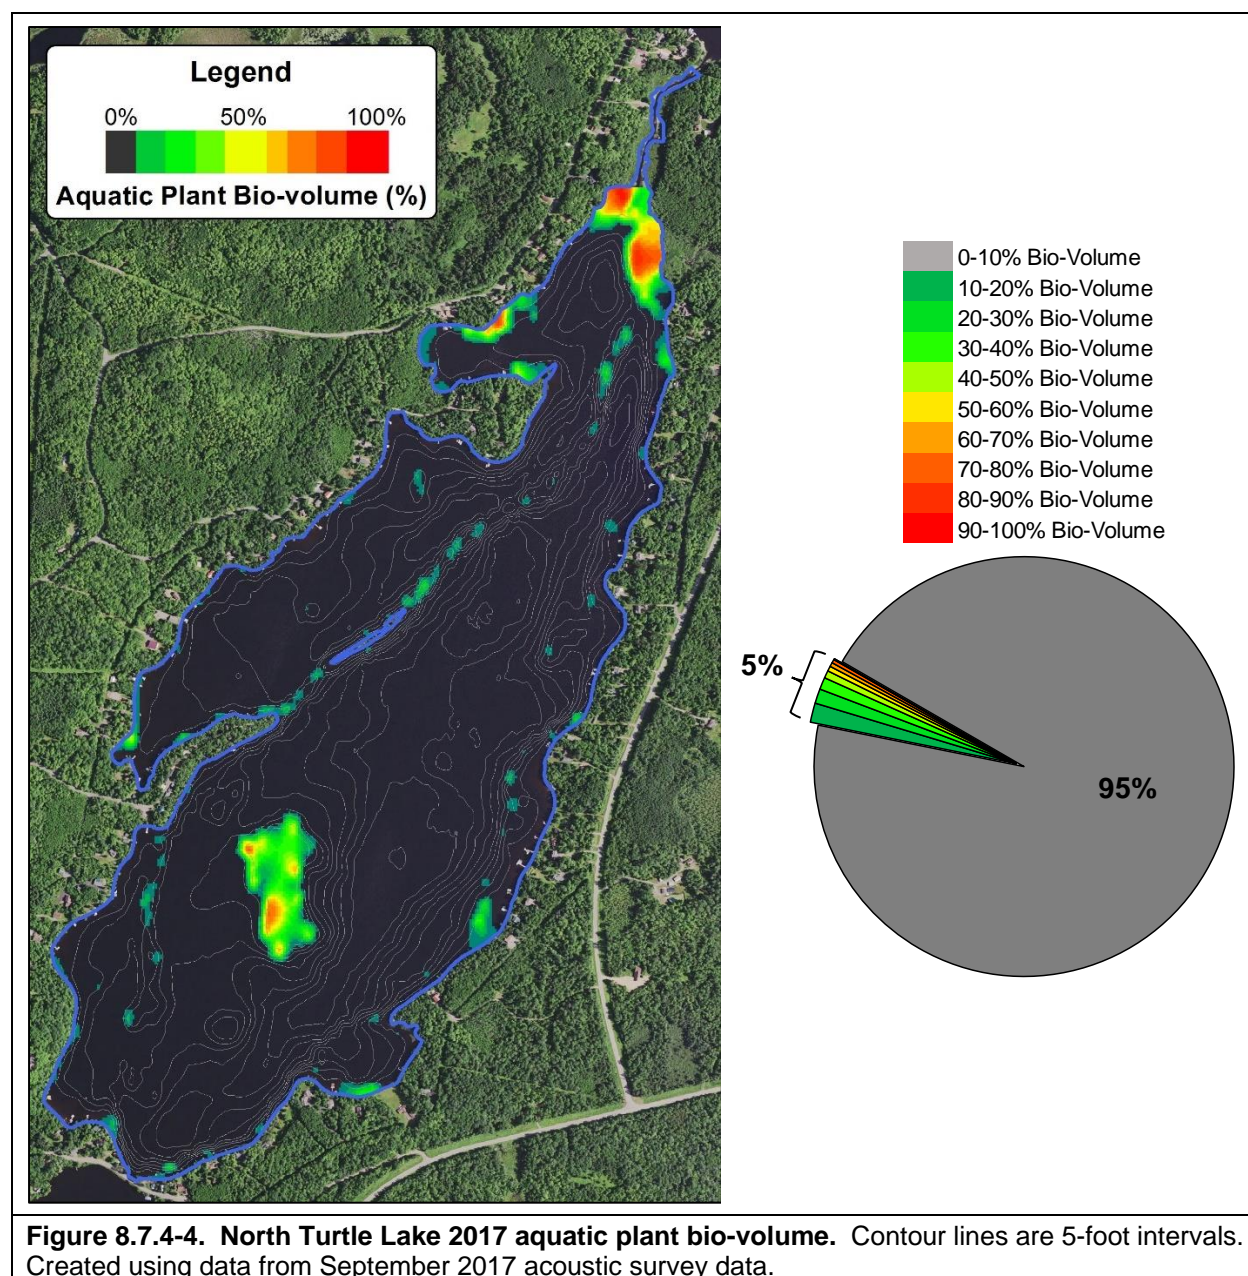 Legend
0% 50% 100%
Aquatic Plant Bio-volume (%)
0-10% Bio-Volume
10-20% Bio-Volume
20-30% Bio-Volume
30-40% Bio-Volume
40-50% Bio-Volume
50-60% Bio-Volume
60-70% Bio-Volume
70-80% Bio-Volume
80-90% Bio-Volume
90-100% Bio-Volume
5%
95%
Figure 8.7.4-4. North Turtle Lake 2017 aquatic plant bio-volume. Contour lines are 5-foot intervals.
Created using data from September 2017 acoustic survey data.